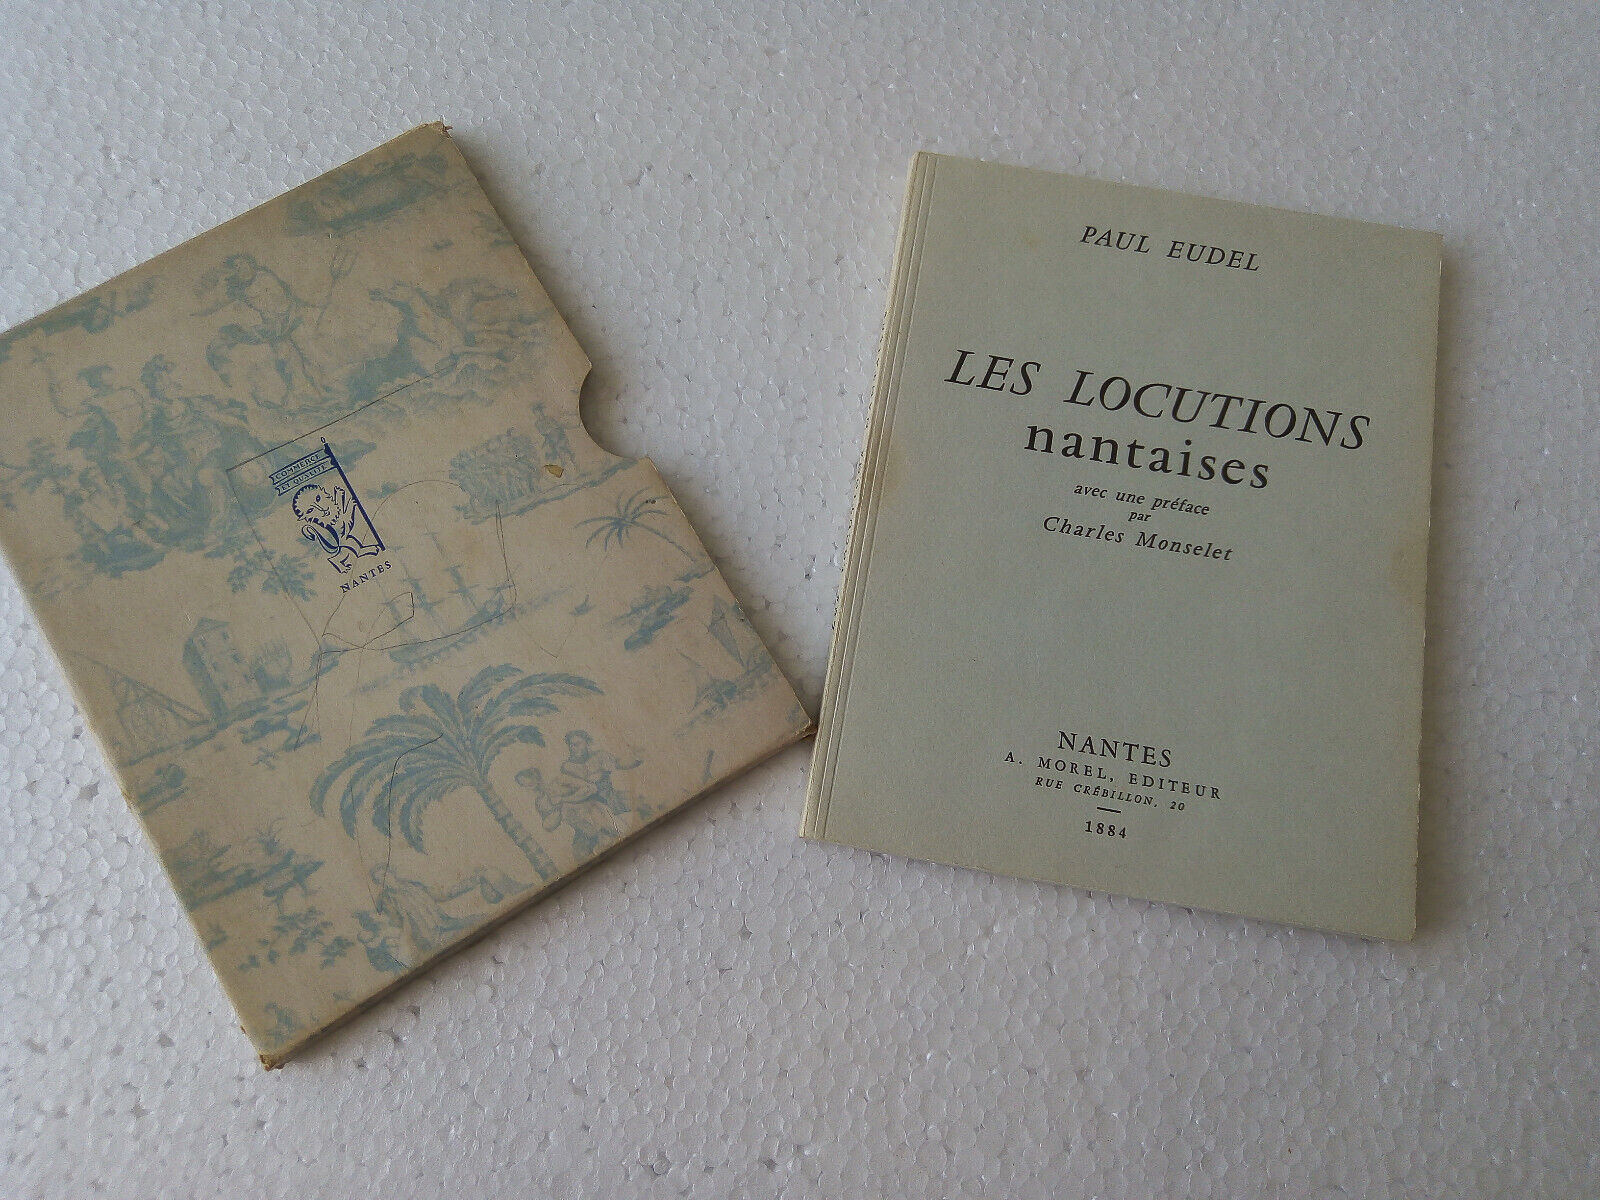 COMMERCE
NANTES
PAUL EUDEL
LES LOCUTIONS
nantaises
avec une préface
par
Charles Monselet
NANTES
A. MOREL, EDITEUR
RUE CRÉBILLON, 20
1884